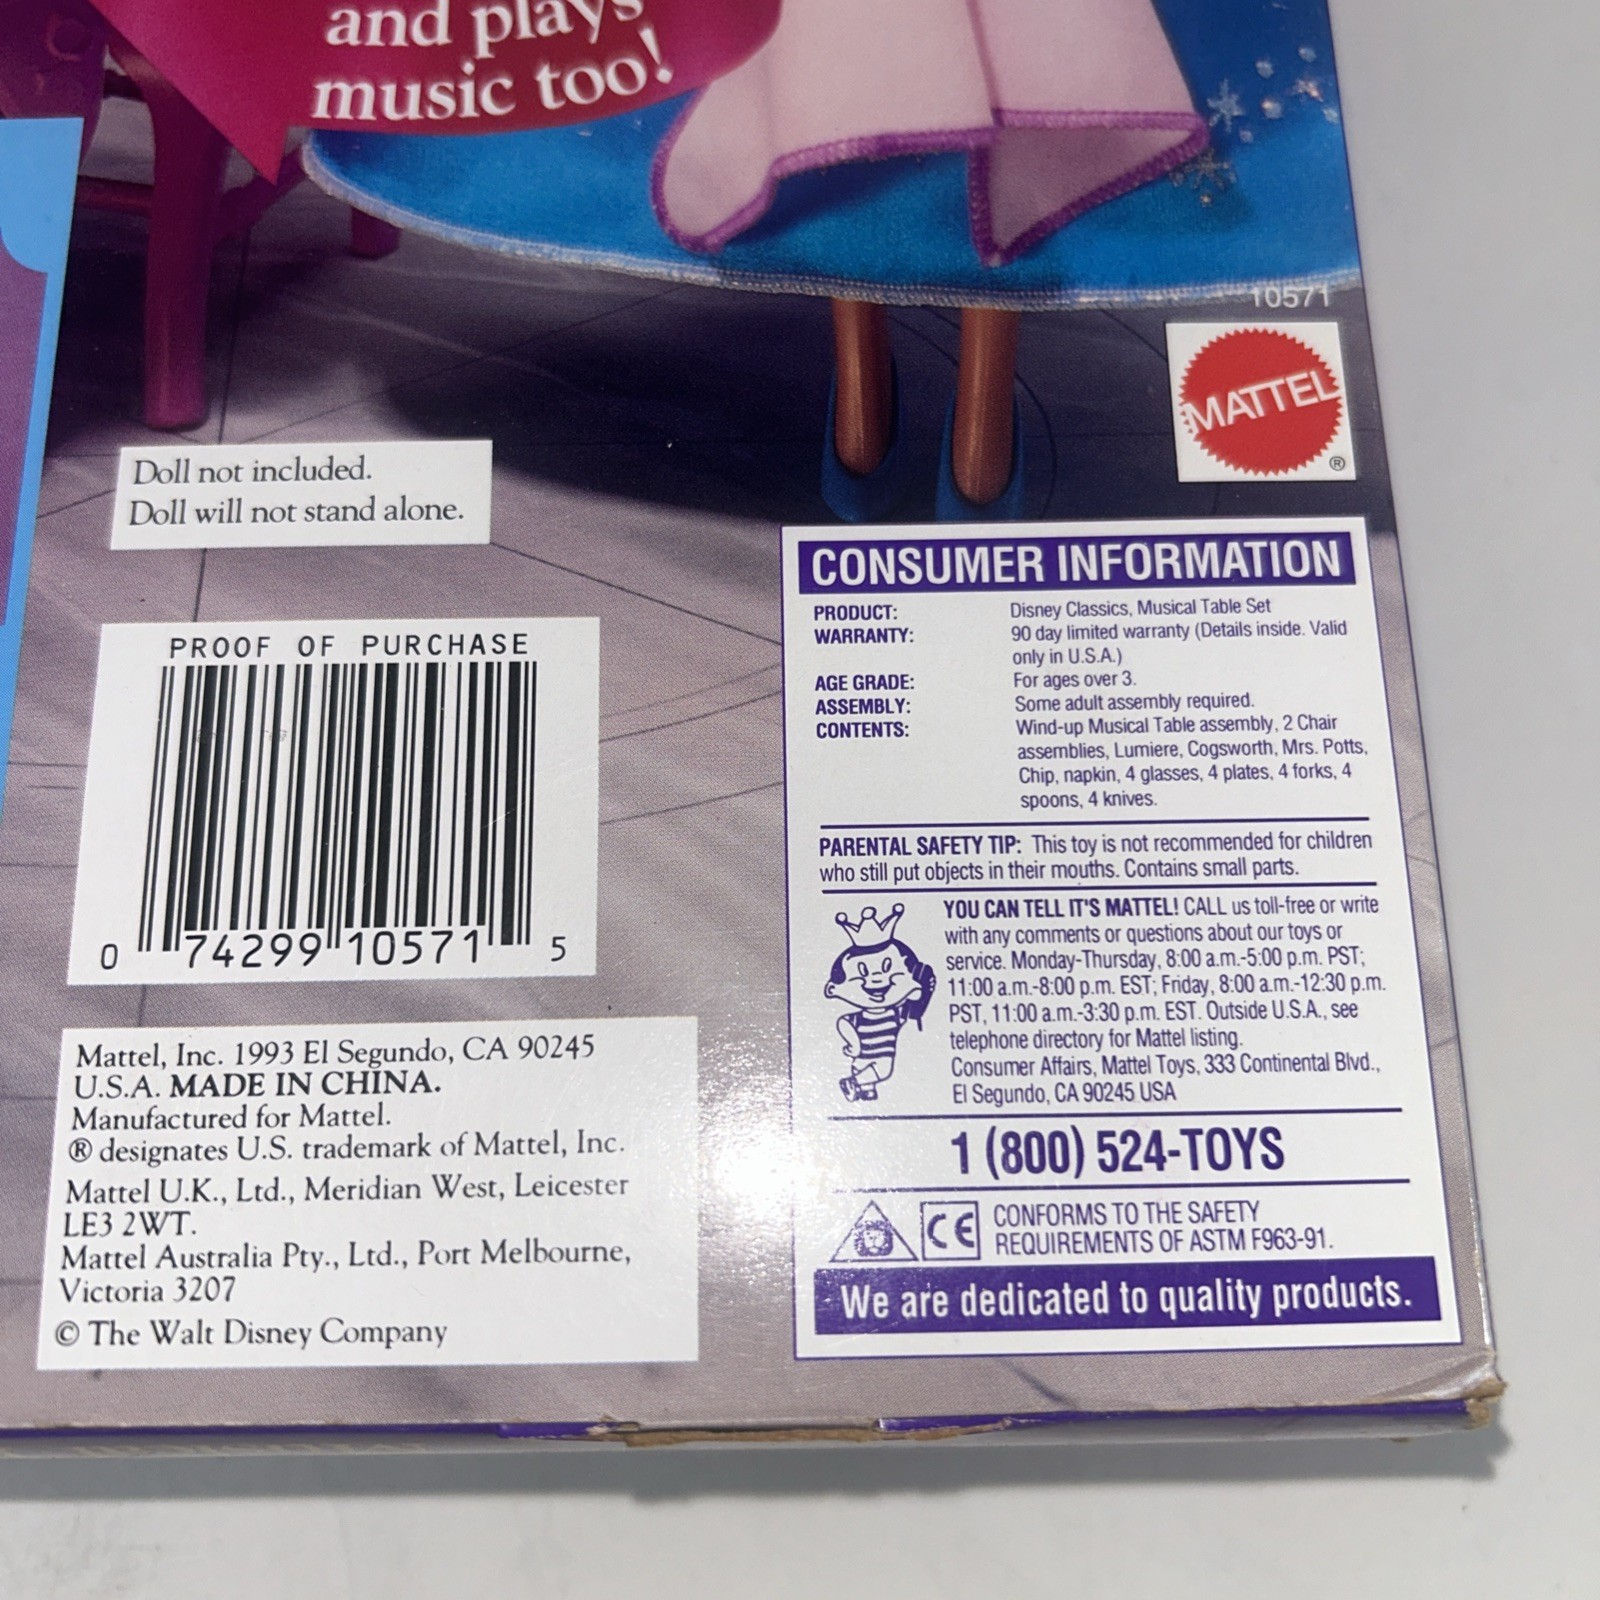 and plays
music too!
10571
MATTEL
®
Doll not included.
Doll will not stand alone.
PROOF OF PURCHASE
0 74299 10571 5
Mattel, Inc. 1993 El Segundo, CA 90245
U.S.A. MADE IN CHINA.
Manufactured for Mattel.
® designates U.S. trademark of Mattel, Inc.
Mattel U.K., Ltd., Meridian West, Leicester
LE3 2WT.
Mattel Australia Pty., Ltd., Port Melbourne,
Victoria 3207
© The Walt Disney Company
CONSUMER INFORMATION
PRODUCT: Disney Classics, Musical Table Set
WARRANTY: 90 day limited warranty (Details inside. Valid
only in U.S.A.)
AGE GRADE: For ages over 3.
ASSEMBLY: Some adult assembly required.
CONTENTS: Wind-up Musical Table assembly, 2 Chair
assemblies, Lumiere, Cogsworth, Mrs. Potts,
Chip, napkin, 4 glasses, 4 plates, 4 forks, 4
spoons, 4 knives.
PARENTAL SAFETY TIP: This toy is not recommended for children
who still put objects in their mouths. Contains small parts.
YOU CAN TELL IT'S MATTEL! CALL us toll-free or write
with any comments or questions about our toys or
service. Monday-Thursday, 8:00 a.m.-5:00 p.m. PST;
11:00 a.m.-8:00 p.m. EST; Friday, 8:00 a.m.-12:30 p.m.
PST, 11:00 a.m.-3:30 p.m. EST. Outside U.S.A., see
telephone directory for Mattel listing.
Consumer Affairs, Mattel Toys, 333 Continental Blvd.,
El Segundo, CA 90245 USA
1 (800) 524-TOYS
CE CONFORMS TO THE SAFETY
REQUIREMENTS OF ASTM F963-91.
We are dedicated to quality products.